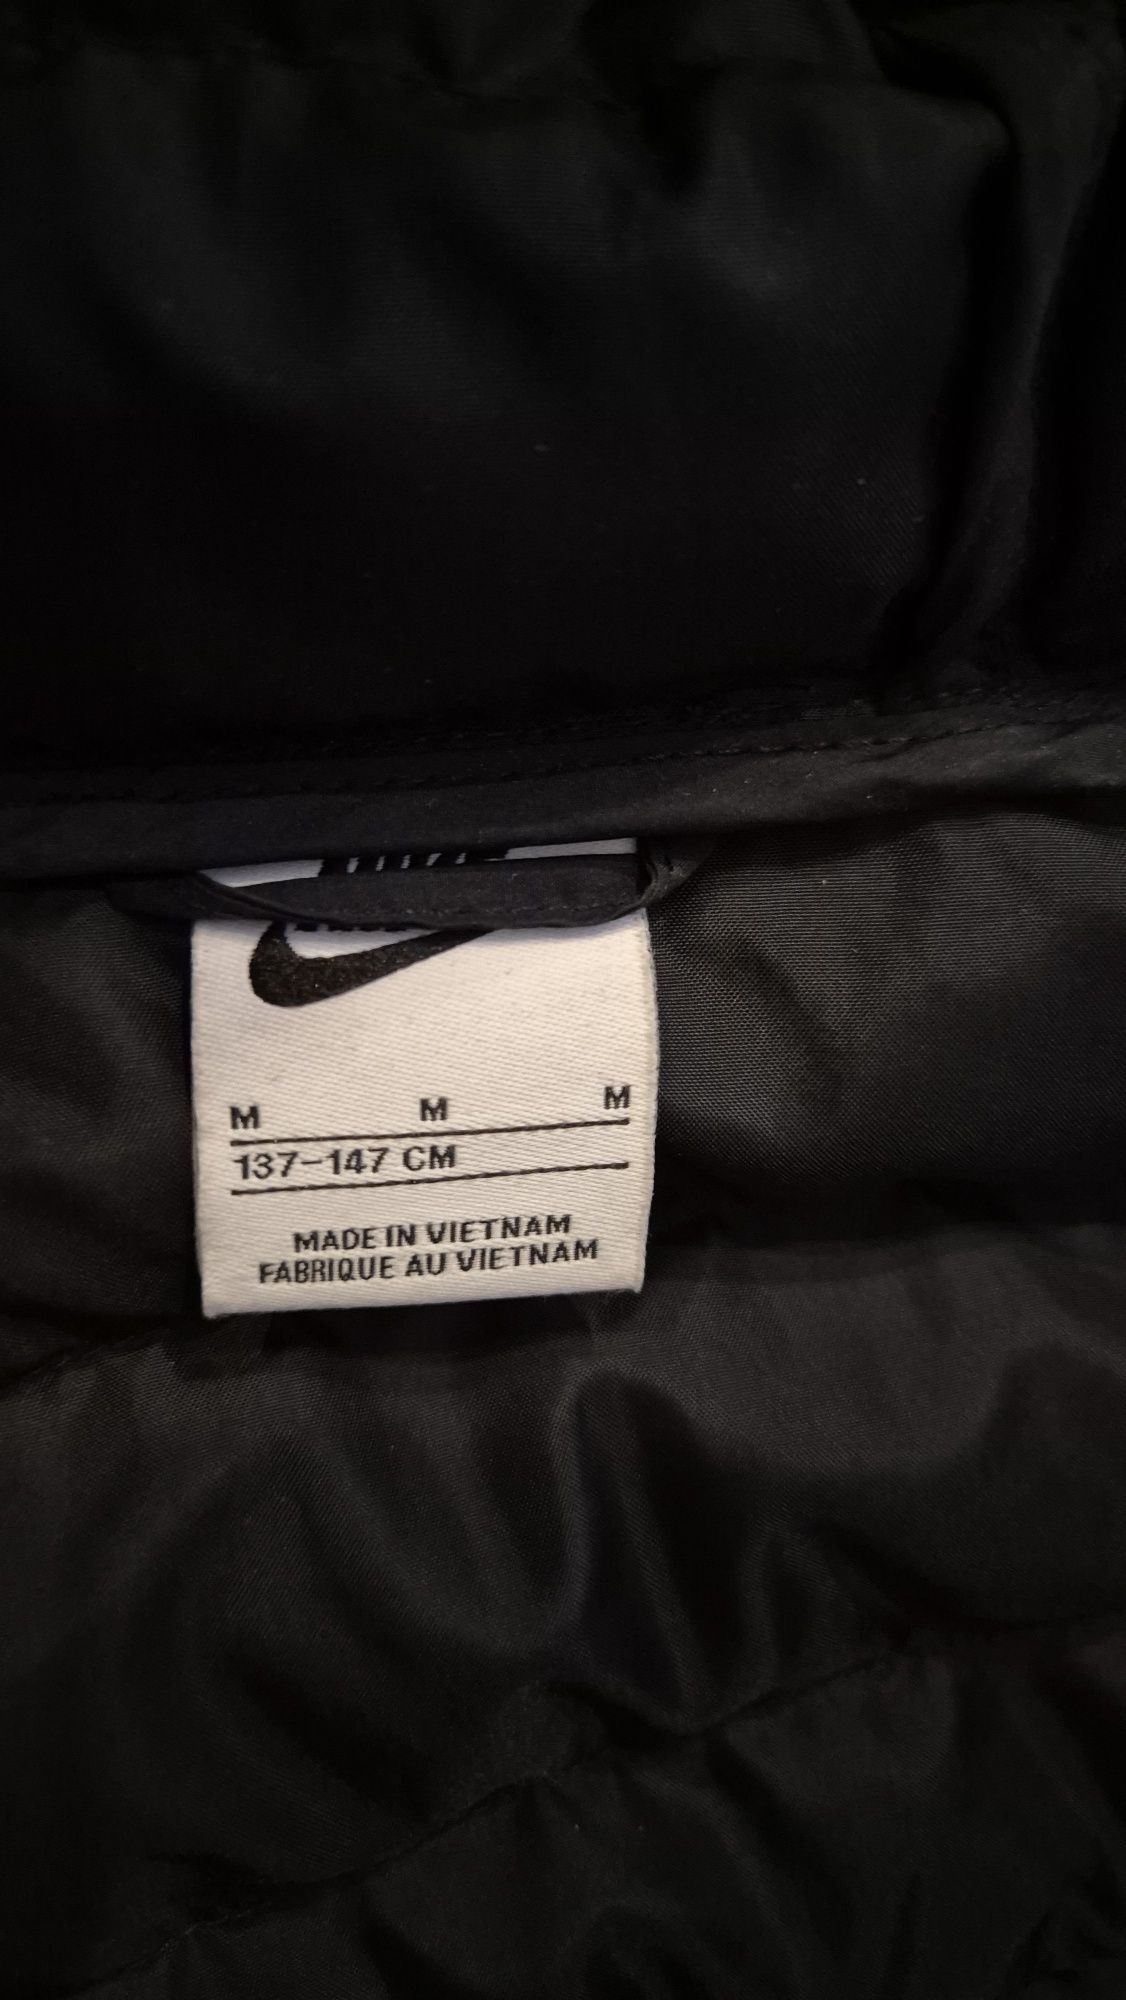 M M M
137-147 CM
MADE IN VIETNAM
FABRIQUE AU VIETNAM